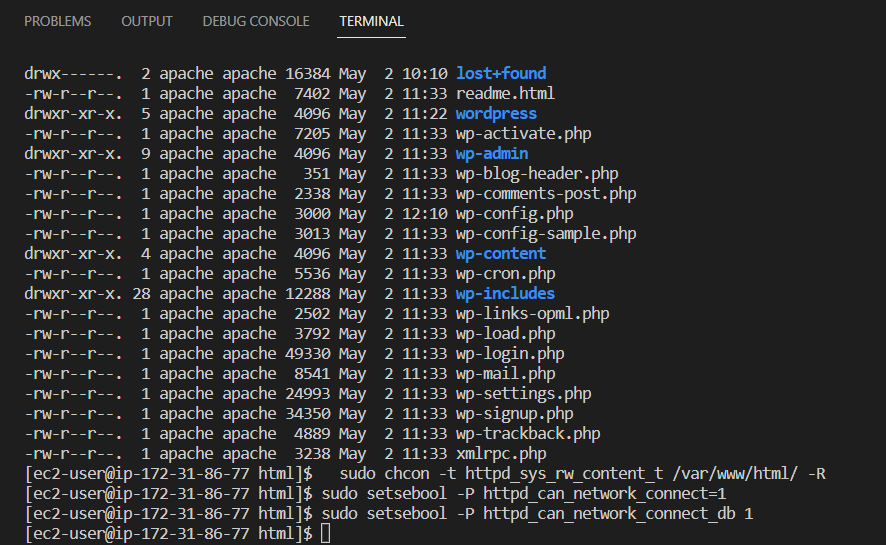 PROBLEMS OUTPUT DEBUG CONSOLE TERMINAL
drwx------.  2 apache apache 16384 May  2 10:10 lost+found
-rw-r--r--.  1 apache apache  7402 May  2 11:33 readme.html
drwxr-xr-x.  5 apache apache  4096 May  2 11:22 wordpress
-rw-r--r--.  1 apache apache  7205 May  2 11:33 wp-activate.php
drwxr-xr-x.  9 apache apache  4096 May  2 11:33 wp-admin
-rw-r--r--.  1 apache apache   351 May  2 11:33 wp-blog-header.php
-rw-r--r--.  1 apache apache  2338 May  2 11:33 wp-comments-post.php
-rw-r--r--.  1 apache apache  3000 May  2 12:10 wp-config.php
-rw-r--r--.  1 apache apache  3013 May  2 11:33 wp-config-sample.php
drwxr-xr-x.  4 apache apache  4096 May  2 11:33 wp-content
-rw-r--r--.  1 apache apache  5536 May  2 11:33 wp-cron.php
drwxr-xr-x. 28 apache apache 12288 May  2 11:33 wp-includes
-rw-r--r--.  1 apache apache  2502 May  2 11:33 wp-links-opml.php
-rw-r--r--.  1 apache apache  3792 May  2 11:33 wp-load.php
-rw-r--r--.  1 apache apache 49330 May  2 11:33 wp-login.php
-rw-r--r--.  1 apache apache  8541 May  2 11:33 wp-mail.php
-rw-r--r--.  1 apache apache 24993 May  2 11:33 wp-settings.php
-rw-r--r--.  1 apache apache 34350 May  2 11:33 wp-signup.php
-rw-r--r--.  1 apache apache  4889 May  2 11:33 wp-trackback.php
-rw-r--r--.  1 apache apache  3238 May  2 11:33 xmlrpc.php
[ec2-user@ip-172-31-86-77 html]$   sudo chcon -t httpd_sys_rw_content_t /var/www/html/ -R
[ec2-user@ip-172-31-86-77 html]$ sudo setsebool -P httpd_can_network_connect=1
[ec2-user@ip-172-31-86-77 html]$ sudo setsebool -P httpd_can_network_connect_db 1
[ec2-user@ip-172-31-86-77 html]$